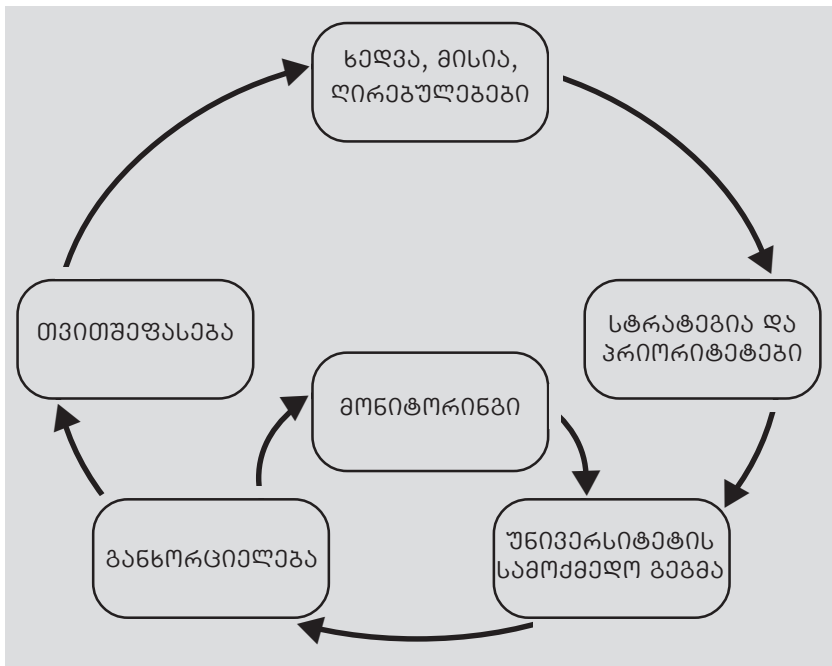 ხედვა, მისია,
ღირებულებები
თვითშეფასება
სტრატეგია და
პრიორიტეტები
მონიტორინგი
განხორციელება
უნივერსიტეტის
სამოქმედო გეგმა